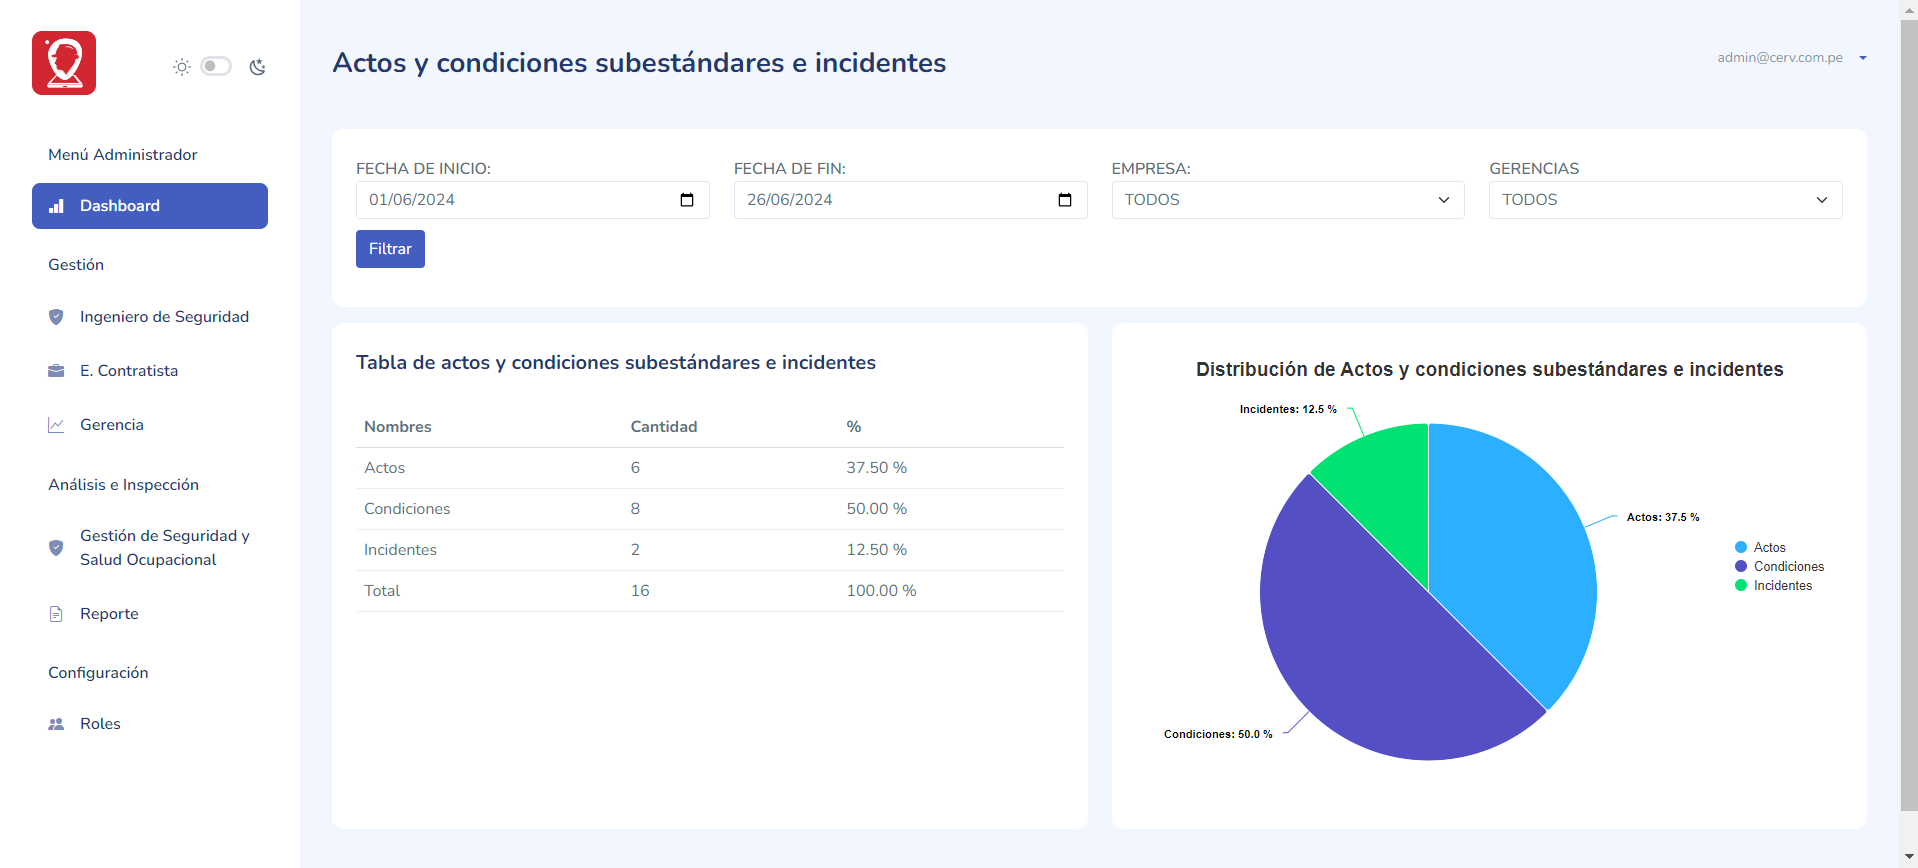 Menú Administrador
Dashboard
Gestión
Ingeniero de Seguridad
E. Contratista
Gerencia
Análisis e Inspección
Gestión de Seguridad y
Salud Ocupacional
Reporte
Configuración
Roles
Actos y condiciones subestándares e incidentes
admin@cerv.com.pe
FECHA DE INICIO: FECHA DE FIN: EMPRESA: GERENCIAS
01/06/2024 26/06/2024 TODOS TODOS
Filtrar
Tabla de actos y condiciones subestándares e incidentes
Nombres Cantidad %
Actos 6 37.50 %
Condiciones 8 50.00 %
Incidentes 2 12.50 %
Total 16 100.00 %
Distribución de Actos y condiciones subestándares e incidentes
Incidentes: 12.5 %
Actos: 37.5 %
Condiciones: 50.0 %
Actos
Condiciones
Incidentes